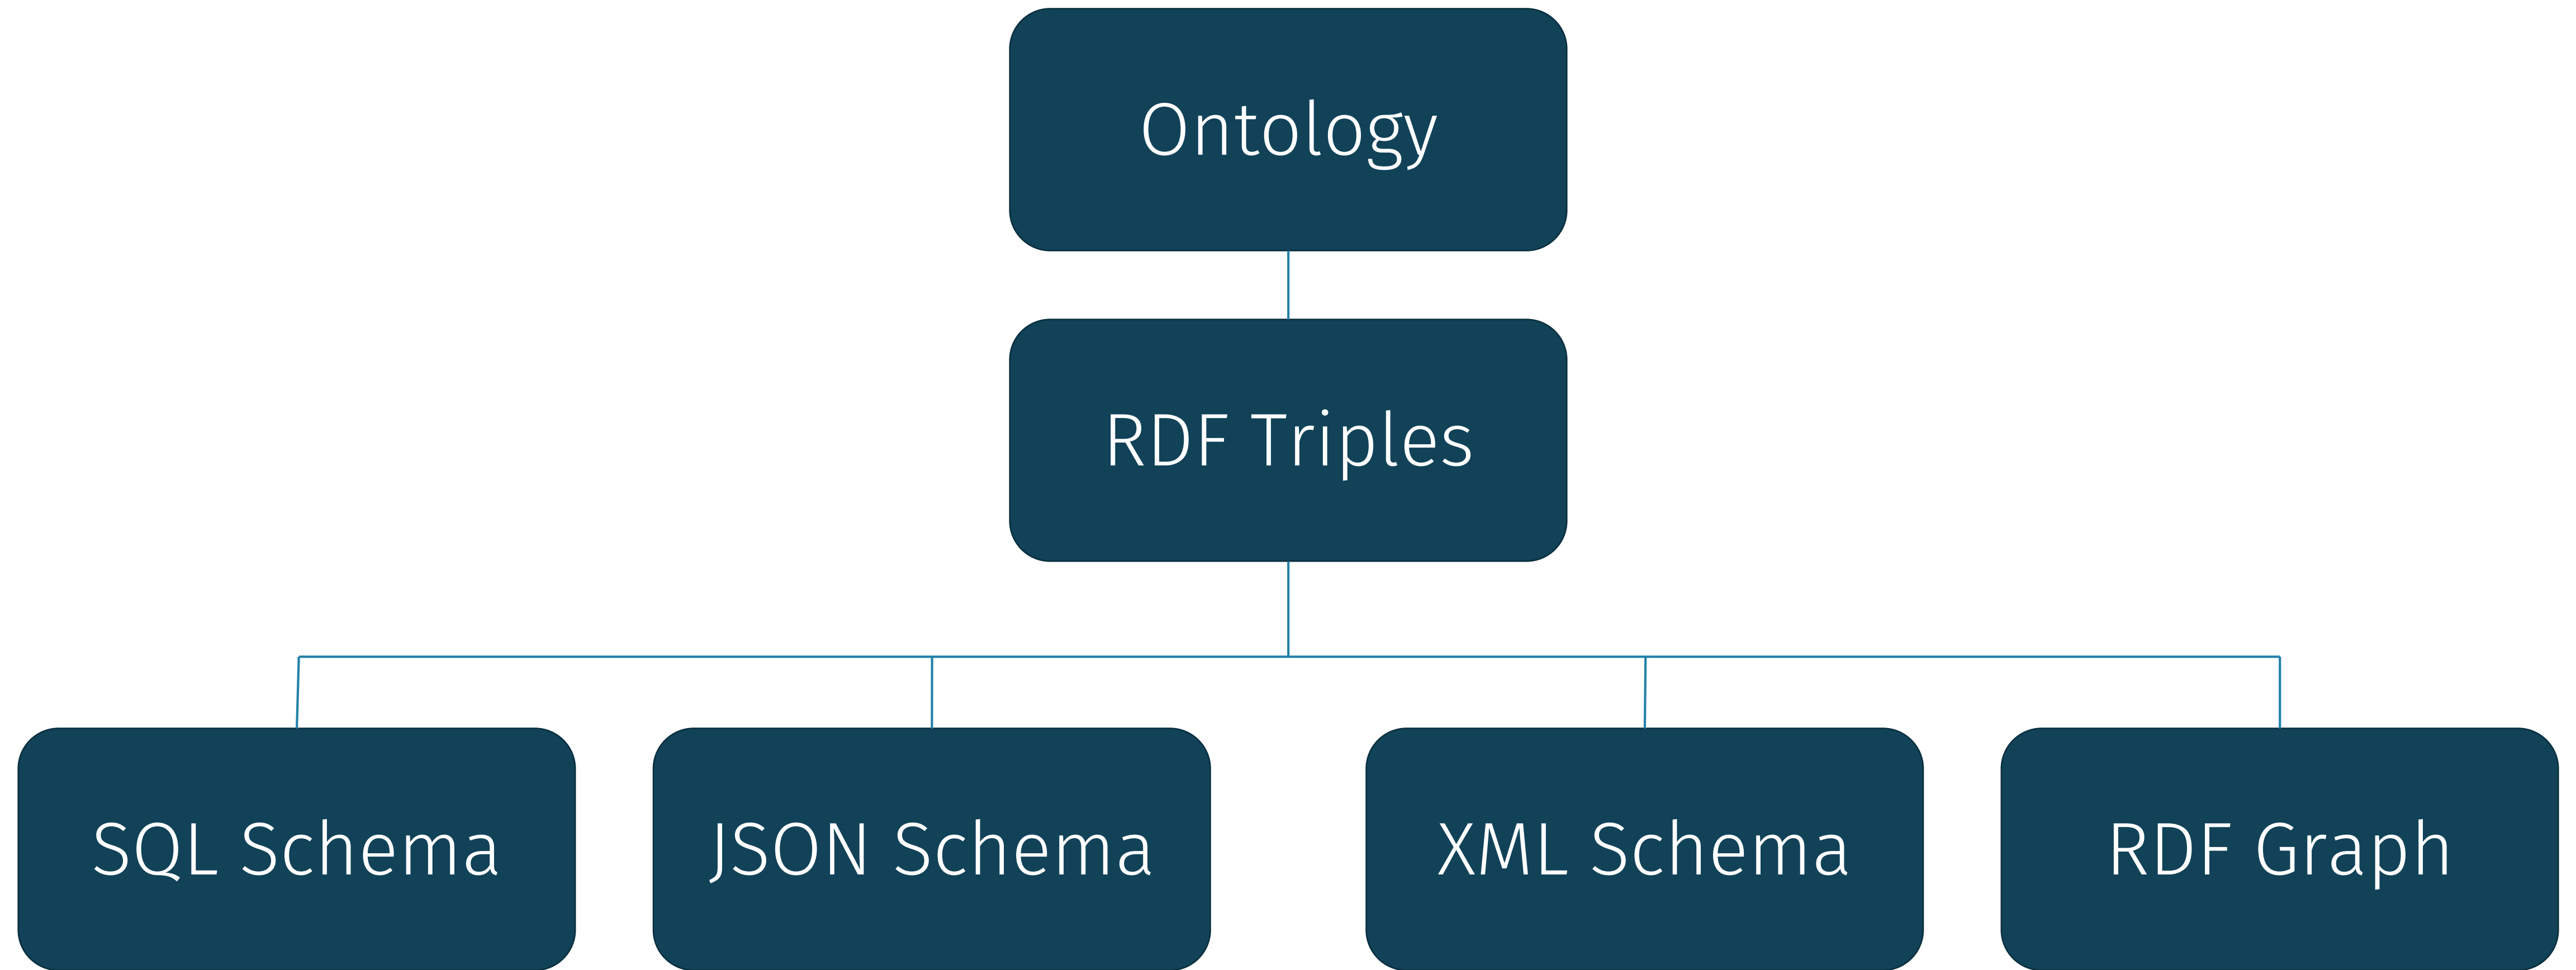 Ontology
RDF Triples
SQL Schema
JSON Schema
XML Schema
RDF Graph